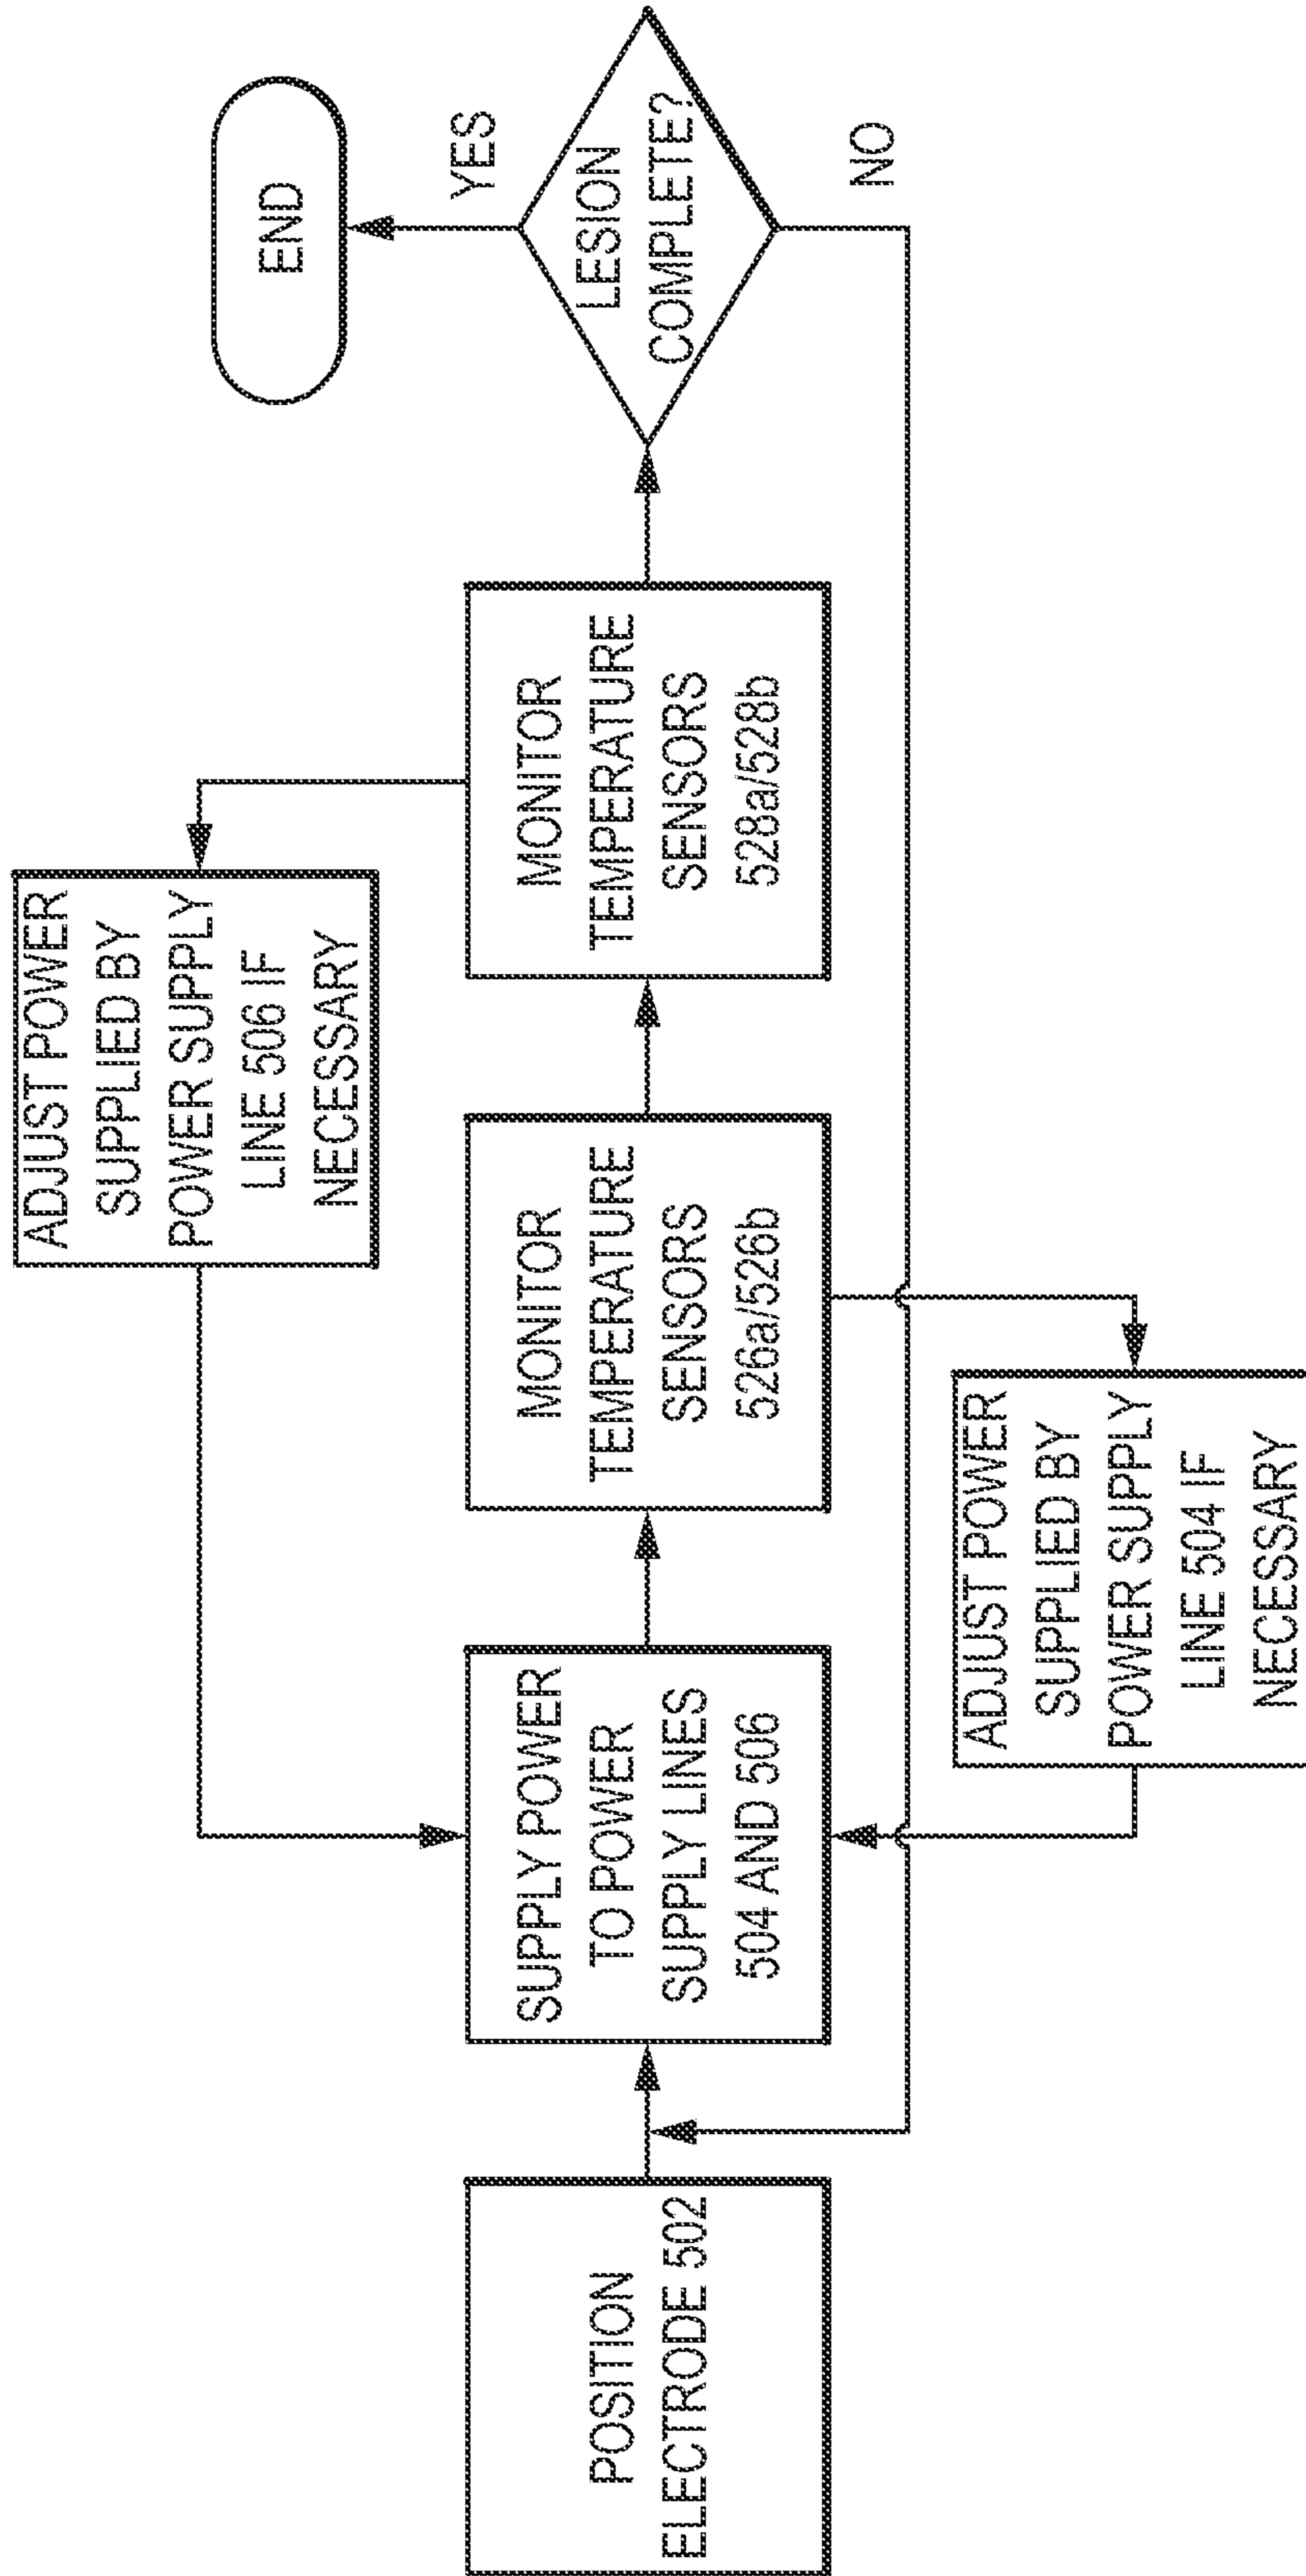 POSITION
ELECTRODE 502
SUPPLY POWER
TO POWER
SUPPLY LINES
504 AND 506
MONITOR
TEMPERATURE
SENSORS
526a/526b
ADJUST POWER
SUPPLIED BY
POWER SUPPLY
LINE 504 IF
NECESSARY
MONITOR
TEMPERATURE
SENSORS
528a/528b
ADJUST POWER
SUPPLIED BY
POWER SUPPLY
LINE 506 IF
NECESSARY
LESION
COMPLETE?
YES
NO
END